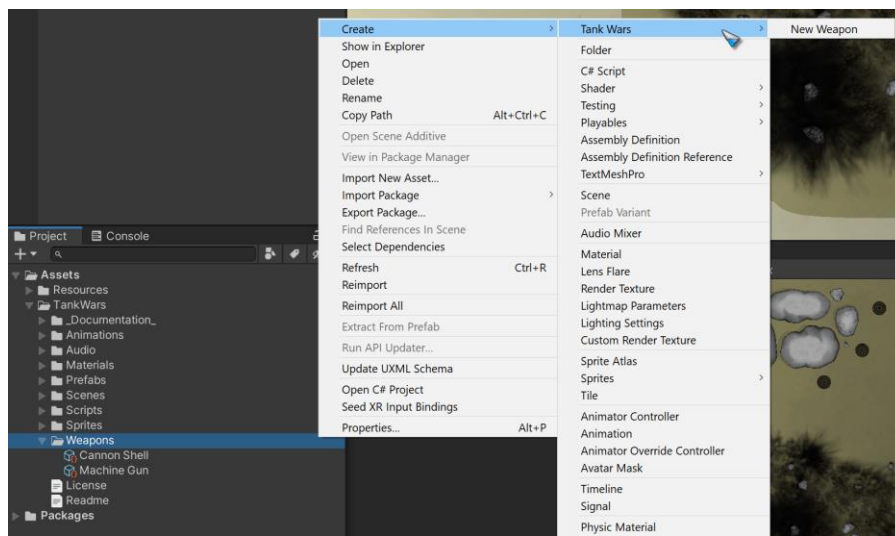 Create
Show in Explorer
Open
Delete
Rename
Copy Path Alt+Ctrl+C
Open Scene Additive
View in Package Manager
Import New Asset...
Import Package
Export Package...
Find References In Scene
Select Dependencies
Refresh Ctrl+R
Reimport
Reimport All
Extract From Prefab
Run API Updater...
Update UXML Schema
Open C# Project
Seed XR Input Bindings
Properties... Alt+P
Tank Wars
Folder
C# Script
Shader
Testing
Playables
Assembly Definition
Assembly Definition Reference
TextMeshPro
Scene
Prefab Variant
Audio Mixer
Material
Lens Flare
Render Texture
Lightmap Parameters
Lighting Settings
Custom Render Texture
Sprite Atlas
Sprites
Tile
Animator Controller
Animation
Animator Override Controller
Avatar Mask
Timeline
Signal
Physic Material
New Weapon
Project Console
Assets
Resources
TankWars
_Documentation_
Animations
Audio
Materials
Prefabs
Scenes
Scripts
Sprites
Weapons
Cannon Shell
Machine Gun
License
Readme
Packages